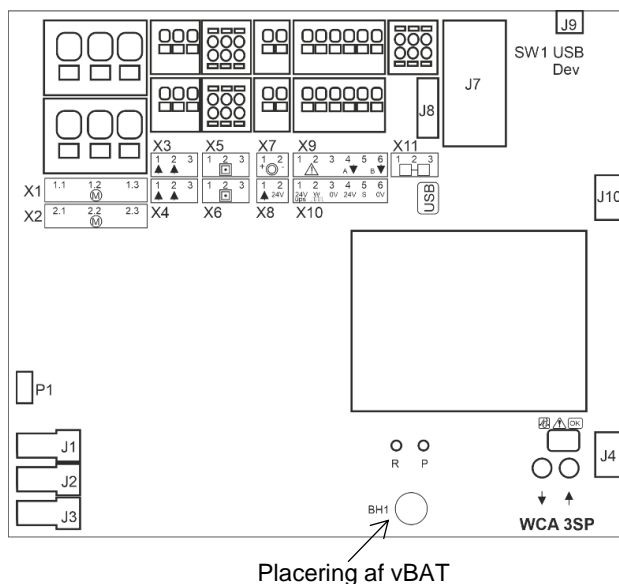 J9
SW1 USB
Dev
J7
J8
X3 X5 X7 X9 X11
1 2 3 1 2 3 1 2 1 2 3 4 5 6 1 2 3
+ - A B
X1 1.1 1.2 1.3
M
1 2 3 1 2 3 1 2 1 2 3 4 5 6
24V 24V 0V 24V S 0V
ups
USB
X2 2.1 2.2 2.3
M
X4 X6 X8 X10
J10
P1
OK
J1
J2
J3
R P
J4
BH1
WCA 3SP
Placering af vBAT